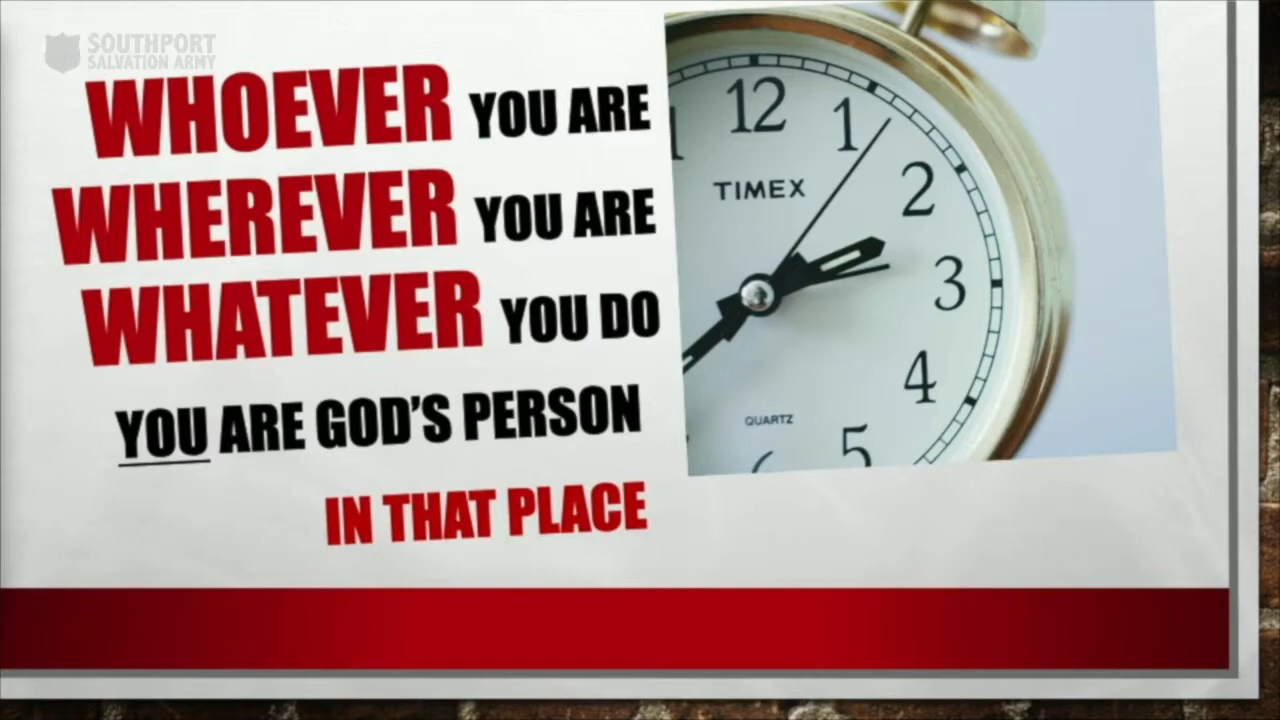 SOUTHPORT
SALVATION ARMY
WHOEVER YOU ARE
WHEREVER YOU ARE
WHATEVER YOU DO
YOU ARE GOD'S PERSON
IN THAT PLACE
12
1
2
TIMEX
3
4
QUARTZ
5